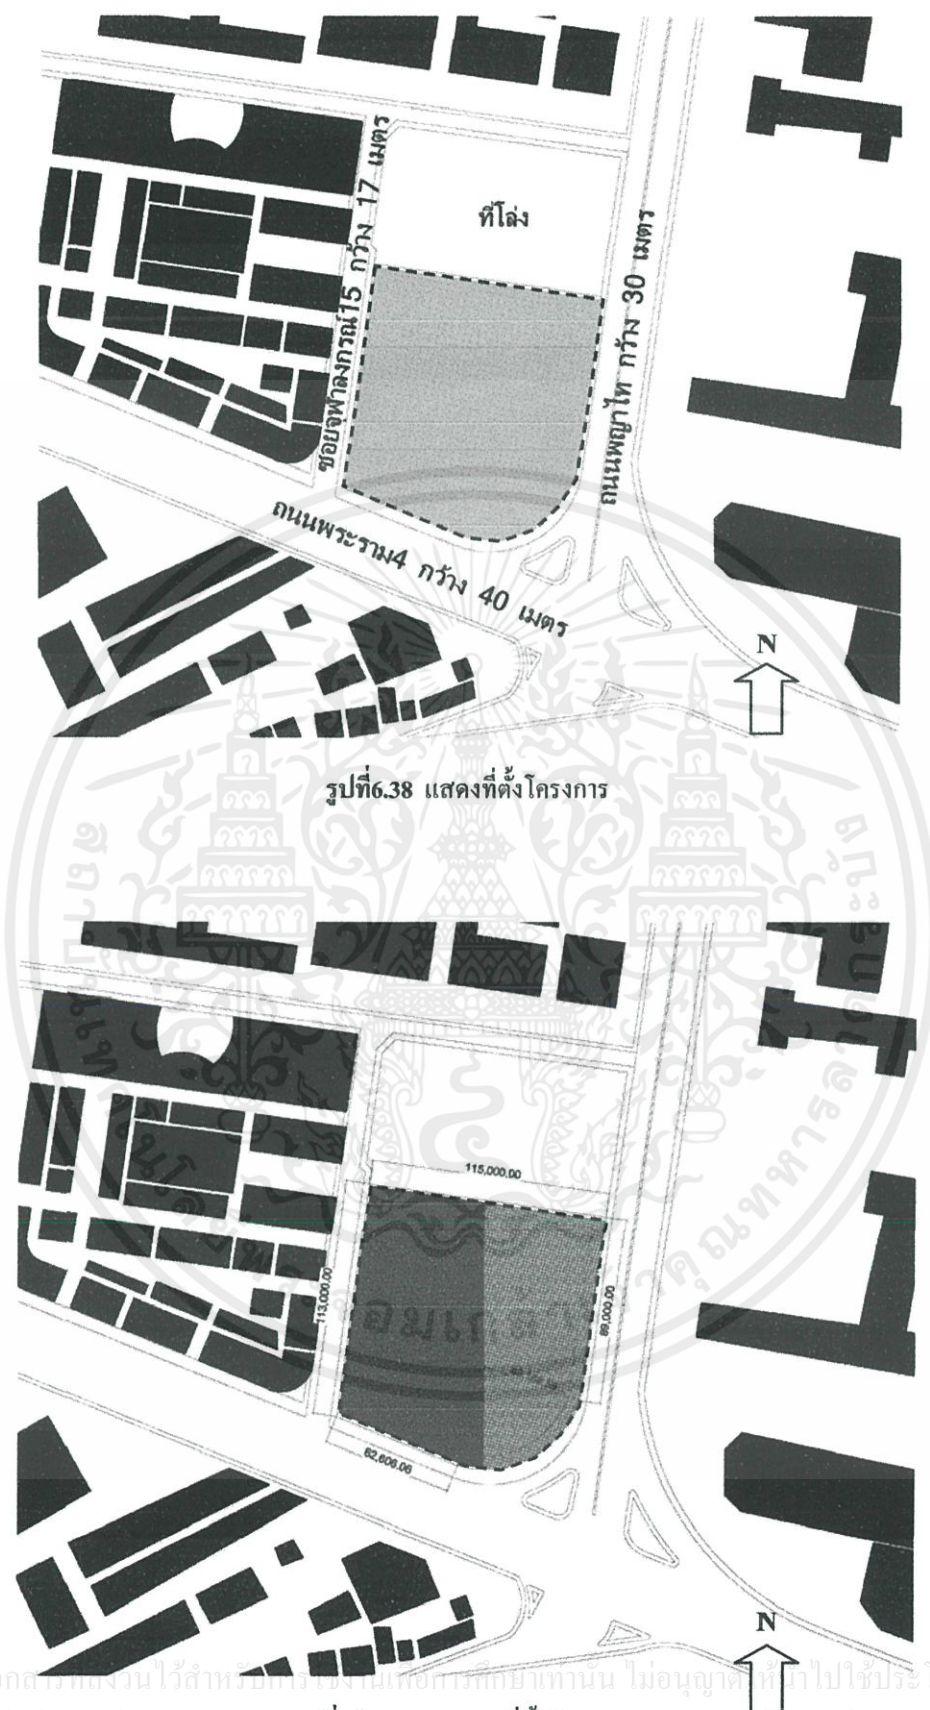 ที่โล่ง
ซอยจุฬาลงกรณ์15 กว้าง 17 เมตร
ถนนพญาไท กว้าง 30 เมตร
ถนนพระราม4 กว้าง 40 เมตร
N
รูปที่6.38 แสดงที่ตั้งโครงการ
115,000.00
113,000.00
89,000.00
62,606.06
N